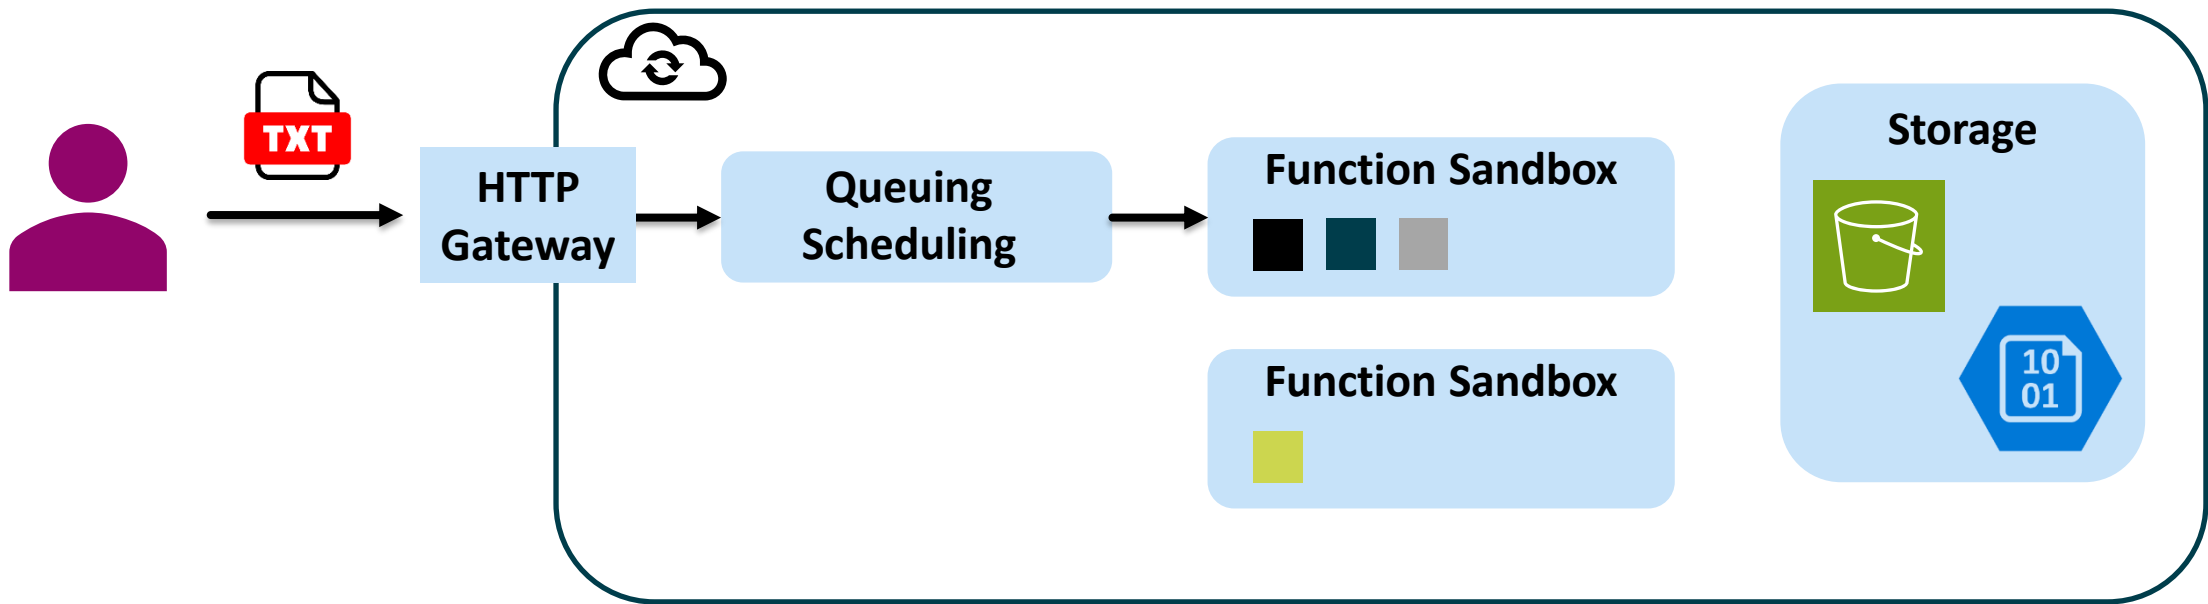 TXT
HTTP
Gateway
Queuing
Scheduling
Function Sandbox
Function Sandbox
Storage
10
01